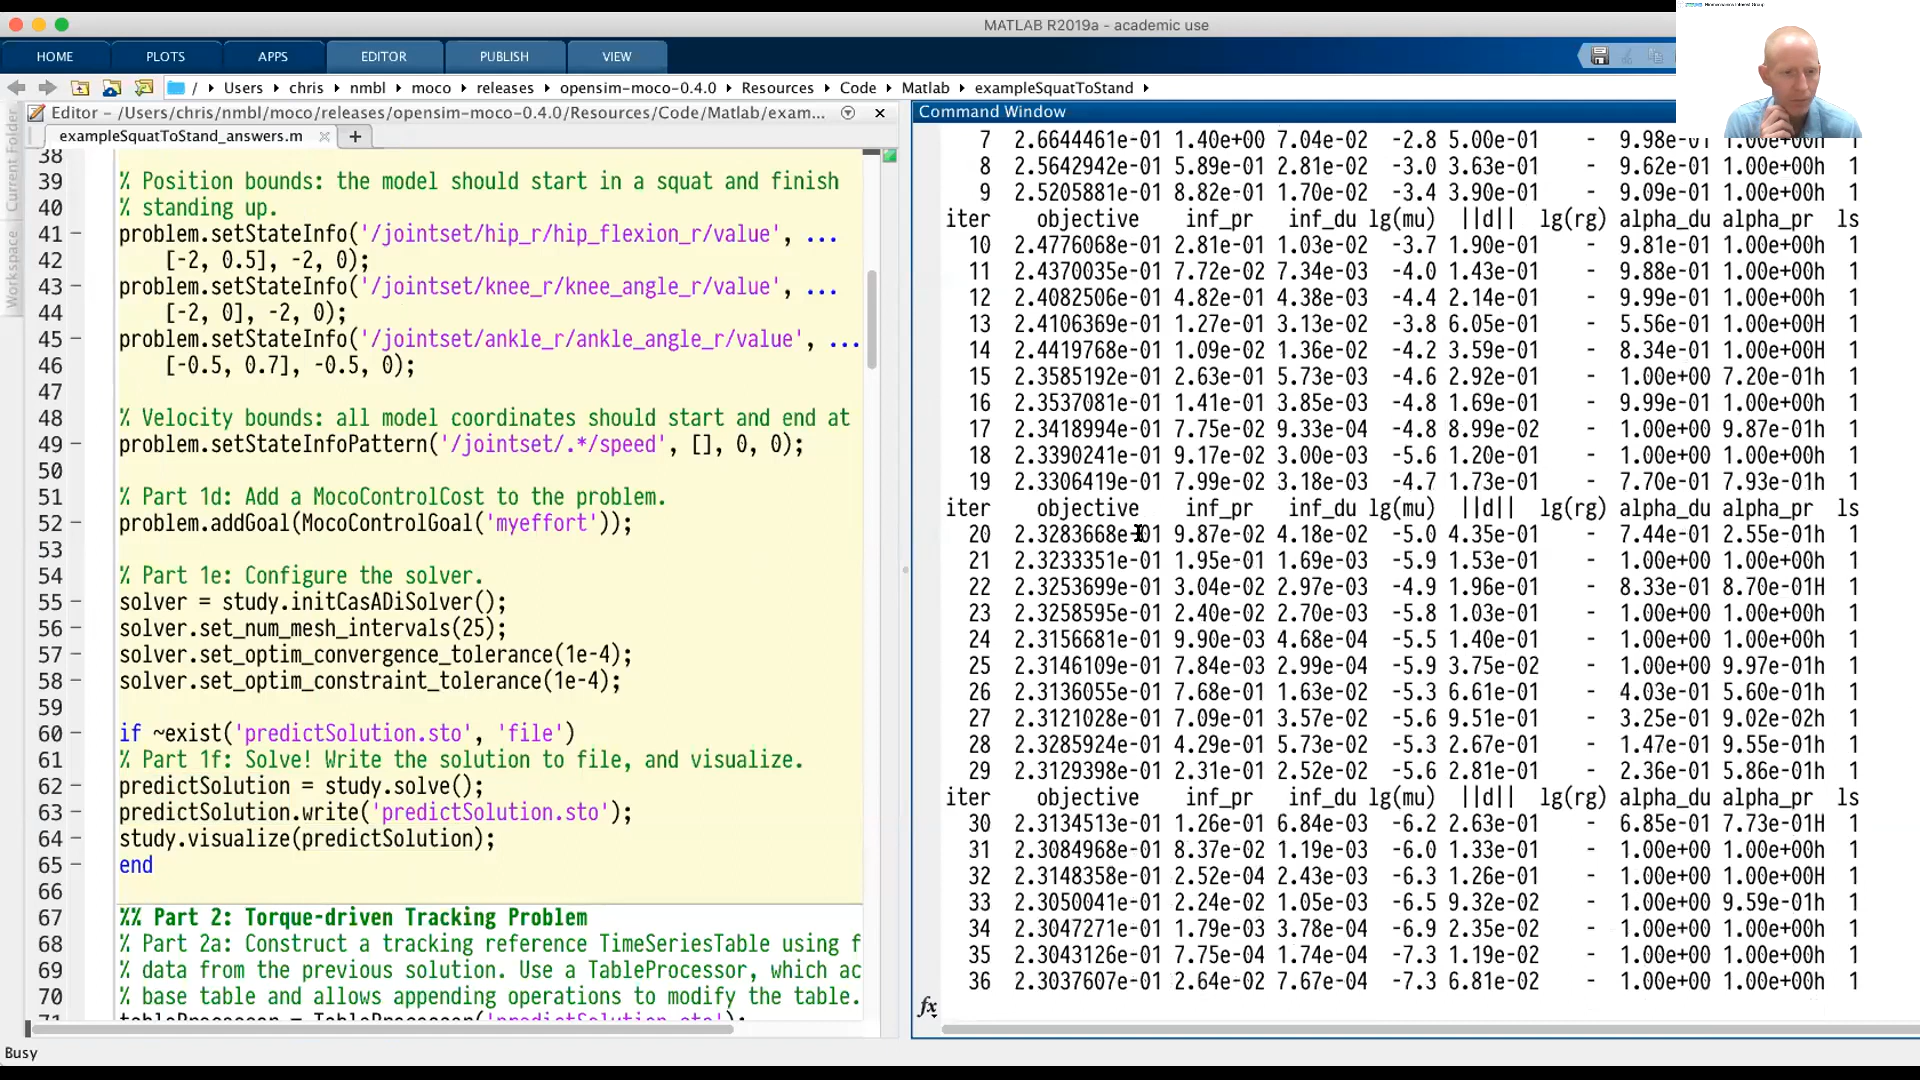 MATLAB R2019a - academic use
HOME PLOTS APPS EDITOR PUBLISH VIEW
/ Users chris nmbl moco releases opensim-moco-0.4.0 Resources Code Matlab exampleSquatToStand
Editor - /Users/chris/nmbl/moco/releases/opensim-moco-0.4.0/Resources/Code/Matlab/exam...
exampleSquatToStand_answers.m
Current Folder
Workspace
38
39 % Position bounds: the model should start in a squat and finish
40 % standing up.
41 problem.setStateInfo('/jointset/hip_r/hip_flexion_r/value', ...
42 [-2, 0.5], -2, 0);
43 problem.setStateInfo('/jointset/knee_r/knee_angle_r/value', ...
44 [-2, 0], -2, 0);
45 problem.setStateInfo('/jointset/ankle_r/ankle_angle_r/value', ...
46 [-0.5, 0.7], -0.5, 0);
47
48 % Velocity bounds: all model coordinates should start and end at
49 problem.setStateInfoPattern('/jointset/.*/speed', [], 0, 0);
50
51 % Part 1d: Add a MocoControlCost to the problem.
52 problem.addGoal(MocoControlGoal('myeffort'));
53
54 % Part 1e: Configure the solver.
55 solver = study.initCasADiSolver();
56 solver.set_num_mesh_intervals(25);
57 solver.set_optim_convergence_tolerance(1e-4);
58 solver.set_optim_constraint_tolerance(1e-4);
59
60 if ~exist('predictSolution.sto', 'file')
61 % Part 1f: Solve! Write the solution to file, and visualize.
62 predictSolution = study.solve();
63 predictSolution.write('predictSolution.sto');
64 study.visualize(predictSolution);
65 end
66
67 %% Part 2: Torque-driven Tracking Problem
68 % Part 2a: Construct a tracking reference TimeSeriesTable using f
69 % data from the previous solution. Use a TableProcessor, which ac
70 % base table and allows appending operations to modify the table.
71 tableProcessor = TableProcessor('predictSolution.sto');
Busy
Command Window
7 2.6644461e-01 1.40e+00 7.04e-02 -2.8 5.00e-01 - 9.98e-01 1.00e+00h 1
8 2.5642942e-01 5.89e-01 2.81e-02 -3.0 3.63e-01 - 9.62e-01 1.00e+00h 1
9 2.5205881e-01 8.82e-01 1.70e-02 -3.4 3.90e-01 - 9.09e-01 1.00e+00h 1
iter objective inf_pr inf_du lg(mu) ||d|| lg(rg) alpha_du alpha_pr ls
10 2.4776068e-01 2.81e-01 1.03e-02 -3.7 1.90e-01 - 9.81e-01 1.00e+00h 1
11 2.4370035e-01 7.72e-02 7.34e-03 -4.0 1.43e-01 - 9.88e-01 1.00e+00h 1
12 2.4082506e-01 4.82e-01 4.38e-03 -4.4 2.14e-01 - 9.99e-01 1.00e+00h 1
13 2.4106369e-01 1.27e-01 3.13e-02 -3.8 6.05e-01 - 5.56e-01 1.00e+00H 1
14 2.4419768e-01 1.09e-02 1.36e-02 -4.2 3.59e-01 - 8.34e-01 1.00e+00H 1
15 2.3585192e-01 2.63e-01 5.73e-03 -4.6 2.92e-01 - 1.00e+00 7.20e-01h 1
16 2.3537081e-01 1.41e-01 3.85e-03 -4.8 1.69e-01 - 9.99e-01 1.00e+00h 1
17 2.3418994e-01 7.75e-02 9.33e-04 -4.8 8.99e-02 - 1.00e+00 9.87e-01h 1
18 2.3390241e-01 9.17e-02 3.00e-03 -5.6 1.20e-01 - 1.00e+00 1.00e+00h 1
19 2.3306419e-01 7.99e-02 3.18e-03 -4.7 1.73e-01 - 7.70e-01 7.93e-01h 1
iter objective inf_pr inf_du lg(mu) ||d|| lg(rg) alpha_du alpha_pr ls
20 2.3283668e-01 9.87e-02 4.18e-02 -5.0 4.35e-01 - 7.44e-01 2.55e-01h 1
21 2.3233351e-01 1.95e-01 1.69e-03 -5.9 1.53e-01 - 1.00e+00 1.00e+00h 1
22 2.3253699e-01 3.04e-02 2.97e-03 -4.9 1.96e-01 - 8.33e-01 8.70e-01H 1
23 2.3258595e-01 2.40e-02 2.70e-03 -5.8 1.03e-01 - 1.00e+00 1.00e+00h 1
24 2.3156681e-01 9.90e-03 4.68e-04 -5.5 1.40e-01 - 1.00e+00 1.00e+00h 1
25 2.3146109e-01 7.84e-03 2.99e-04 -5.9 3.75e-02 - 1.00e+00 9.97e-01h 1
26 2.3136055e-01 7.68e-01 1.63e-02 -5.3 6.61e-01 - 4.03e-01 5.60e-01h 1
27 2.3121028e-01 7.09e-01 3.57e-02 -5.6 9.51e-01 - 3.25e-01 9.02e-02h 1
28 2.3285924e-01 4.29e-01 5.73e-02 -5.3 2.67e-01 - 1.47e-01 9.55e-01h 1
29 2.3129398e-01 2.31e-01 2.52e-02 -5.6 2.81e-01 - 2.36e-01 5.86e-01h 1
iter objective inf_pr inf_du lg(mu) ||d|| lg(rg) alpha_du alpha_pr ls
30 2.3134513e-01 1.26e-01 6.84e-03 -6.2 2.63e-01 - 6.85e-01 7.73e-01H 1
31 2.3084968e-01 8.37e-02 1.19e-03 -6.0 1.33e-01 - 1.00e+00 1.00e+00h 1
32 2.3148358e-01 2.52e-04 2.43e-03 -6.3 1.26e-01 - 1.00e+00 1.00e+00H 1
33 2.3050041e-01 2.24e-02 1.05e-03 -6.5 9.32e-02 - 1.00e+00 9.59e-01h 1
34 2.3047271e-01 1.79e-03 3.78e-04 -6.9 2.35e-02 - 1.00e+00 1.00e+00h 1
35 2.3043126e-01 7.75e-04 1.74e-04 -7.3 1.19e-02 - 1.00e+00 1.00e+00h 1
36 2.3037607e-01 2.64e-02 7.67e-04 -7.3 6.81e-02 - 1.00e+00 1.00e+00h 1
fx